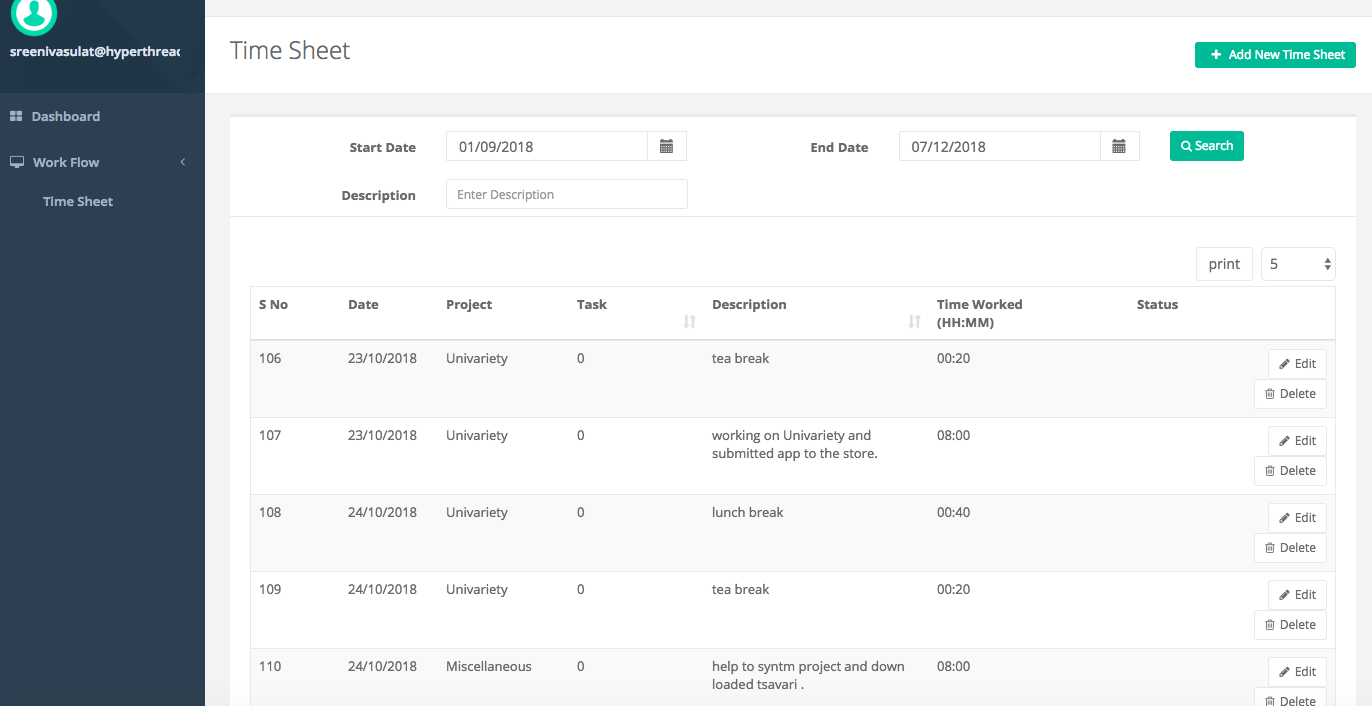 sreenivasulat@hyperthread
Time Sheet
+ Add New Time Sheet
Dashboard
Work Flow
Time Sheet
Start Date 01/09/2018 End Date 07/12/2018 Search
Description Enter Description
print 5
S No Date Project Task Description Time Worked (HH:MM) Status
106 23/10/2018 Univariety 0 tea break 00:20 Edit
Delete
107 23/10/2018 Univariety 0 working on Univariety and 08:00 Edit
submitted app to the store. Delete
108 24/10/2018 Univariety 0 lunch break 00:40 Edit
Delete
109 24/10/2018 Univariety 0 tea break 00:20 Edit
Delete
110 24/10/2018 Miscellaneous 0 help to syntm project and down 08:00 Edit
loaded tsavari . Delete